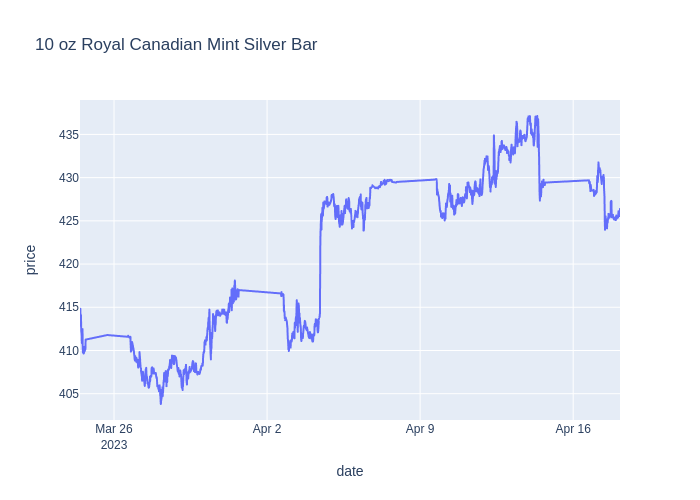 10 oz Royal Canadian Mint Silver Bar
435
430
425
420
415
410
405
price
Mar 26
2023
Apr 2
Apr 9
Apr 16
date